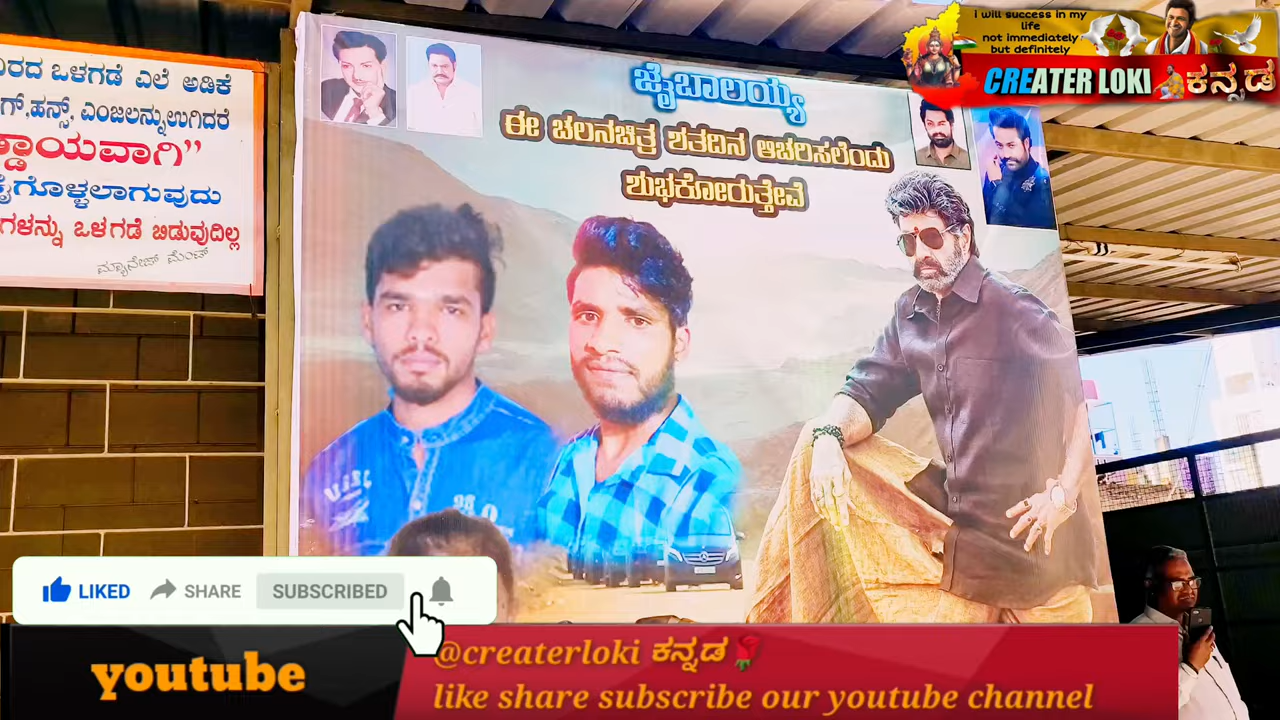 ಎರದ ಒಳಗಡೆ ಎಲೆ ಅಡಿಕೆ
ಗ್,ಹನ್ಸ್, ಎಂಜಲನ್ನುಉಗಿದರೆ
ಡ್ಡಾಯವಾಗಿ”
ಕೈಗೊಳ್ಳಲಾಗುವುದು
ಗಳನ್ನು ಒಳಗಡೆ ಬಿಡುವುದಿಲ್ಲ
ಮ್ಯಾನೇಜ್ ಮೆಂಟ್
ಜೈಬಾಲಯ್ಯ
ಈ ಚಲನಚಿತ್ರ ಶತದಿನ ಆಚರಿಸಲೆಂದು
ಶುಭಕೋರುತ್ತೇವೆ
i will success in my
life
not immediately
but definitely
CREATER LOKI ಕನ್ನಡ
LIKED SHARE SUBSCRIBED
youtube
@createrloki ಕನ್ನಡ
like share subscribe our youtube channel